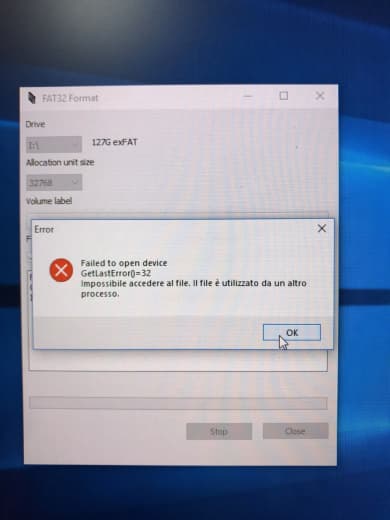 FAT32 Format
Drive
I:\ 127G exFAT
Allocation unit size
32768
Volume label
Error
Failed to open device
GetLastError()=32
Impossibile accedere al file. Il file è utilizzato da un altro
processo.
OK
Stop Close